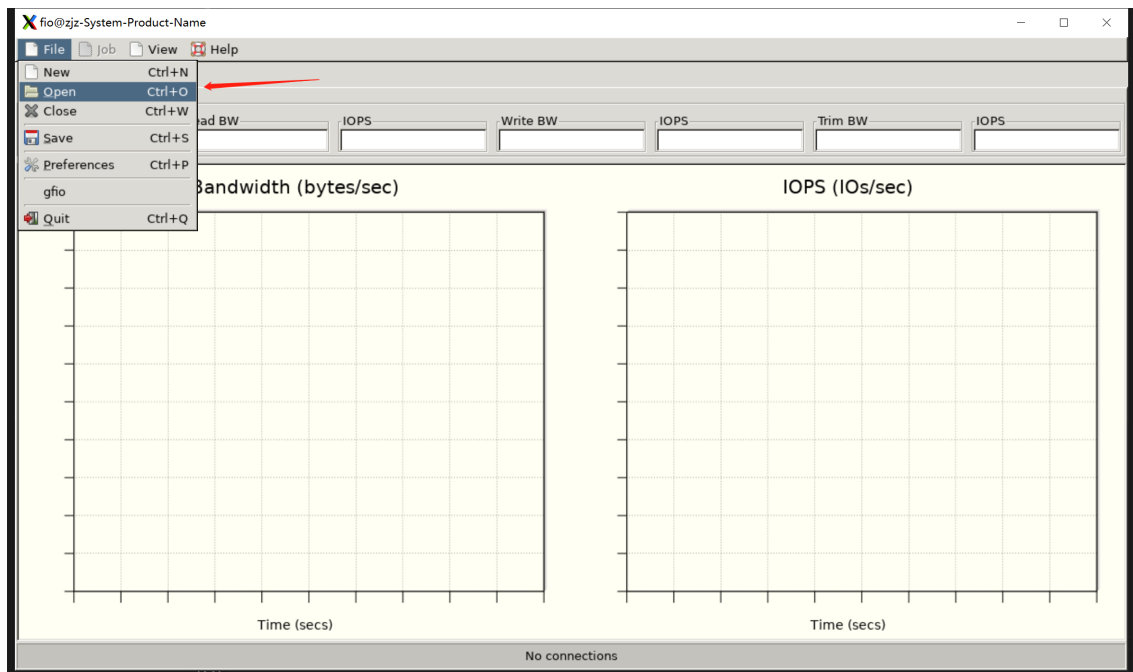 fio@zjz-System-Product-Name
File Job View Help
New Ctrl+N
Open Ctrl+O
Close Ctrl+W
Save Ctrl+S
Preferences Ctrl+P
gfio
Quit Ctrl+Q
BW IOPS Write BW IOPS Trim BW IOPS
Bandwidth (bytes/sec) IOPS (IOs/sec)
Time (secs) Time (secs)
No connections